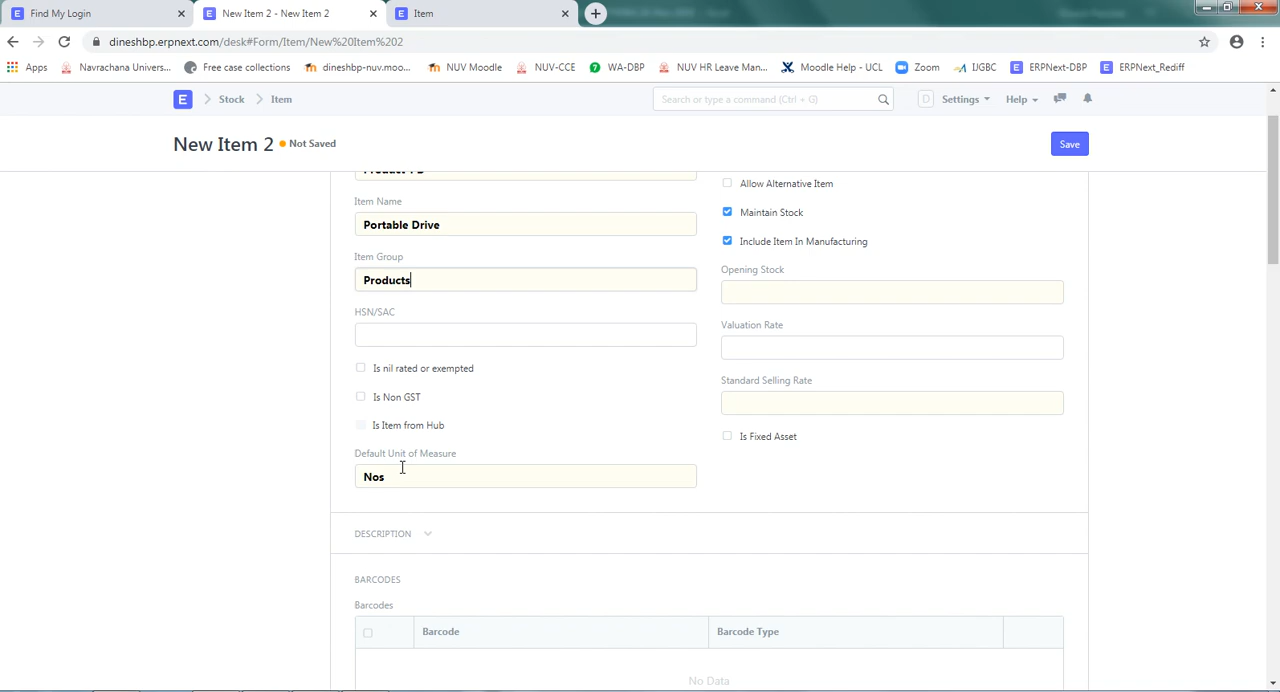 Find My Login
New Item 2 - New Item 2
Item
dineshbp.erpnext.com/desk#Form/Item/New%20Item%202
Apps
Navrachana Univers...
Free case collections
dineshbp-nuv.moo...
NUV Moodle
NUV-CCE
WA-DBP
NUV HR Leave Man...
Moodle Help - UCL
Zoom
IJGBC
ERPNext-DBP
ERPNext_Rediff
E
Stock
Item
Search or type a command (Ctrl + G)
D
Settings
Help
New Item 2
Not Saved
Save
Allow Alternative Item
Item Name
Maintain Stock
Portable Drive
Include Item In Manufacturing
Item Group
Opening Stock
Products
HSN/SAC
Valuation Rate
Is nil rated or exempted
Standard Selling Rate
Is Non GST
Is Item from Hub
Is Fixed Asset
Default Unit of Measure
Nos
DESCRIPTION
BARCODES
Barcodes
Barcode
Barcode Type
No Data